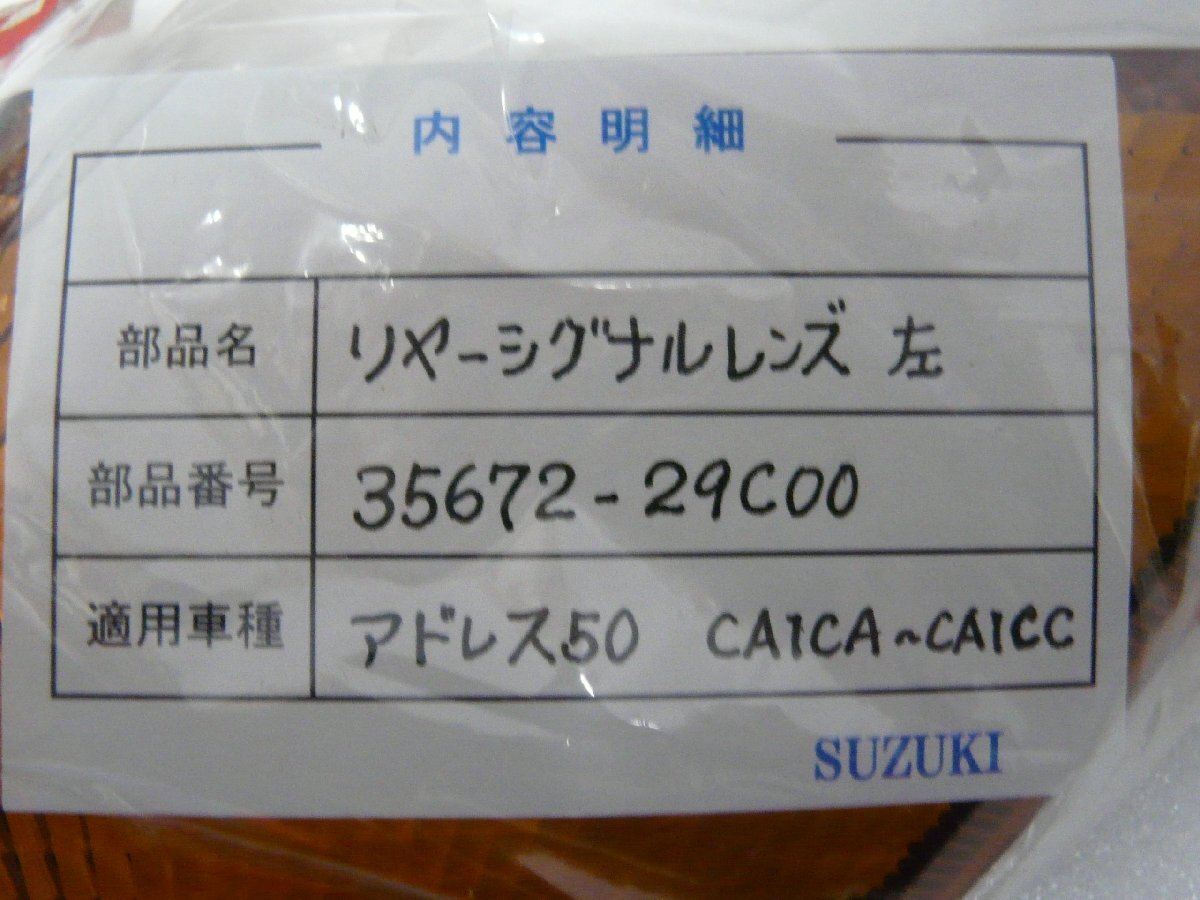 内容明細
部品名 リヤーシグナルレンズ 左
部品番号 35672-29C00
適用車種 アドレス50 CA1CA~CA1CC
SUZUKI